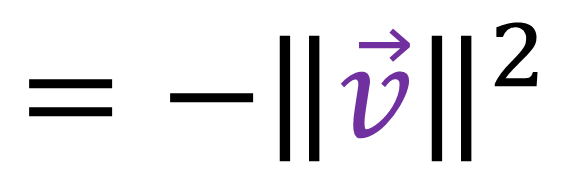 = −‖v⃗‖²